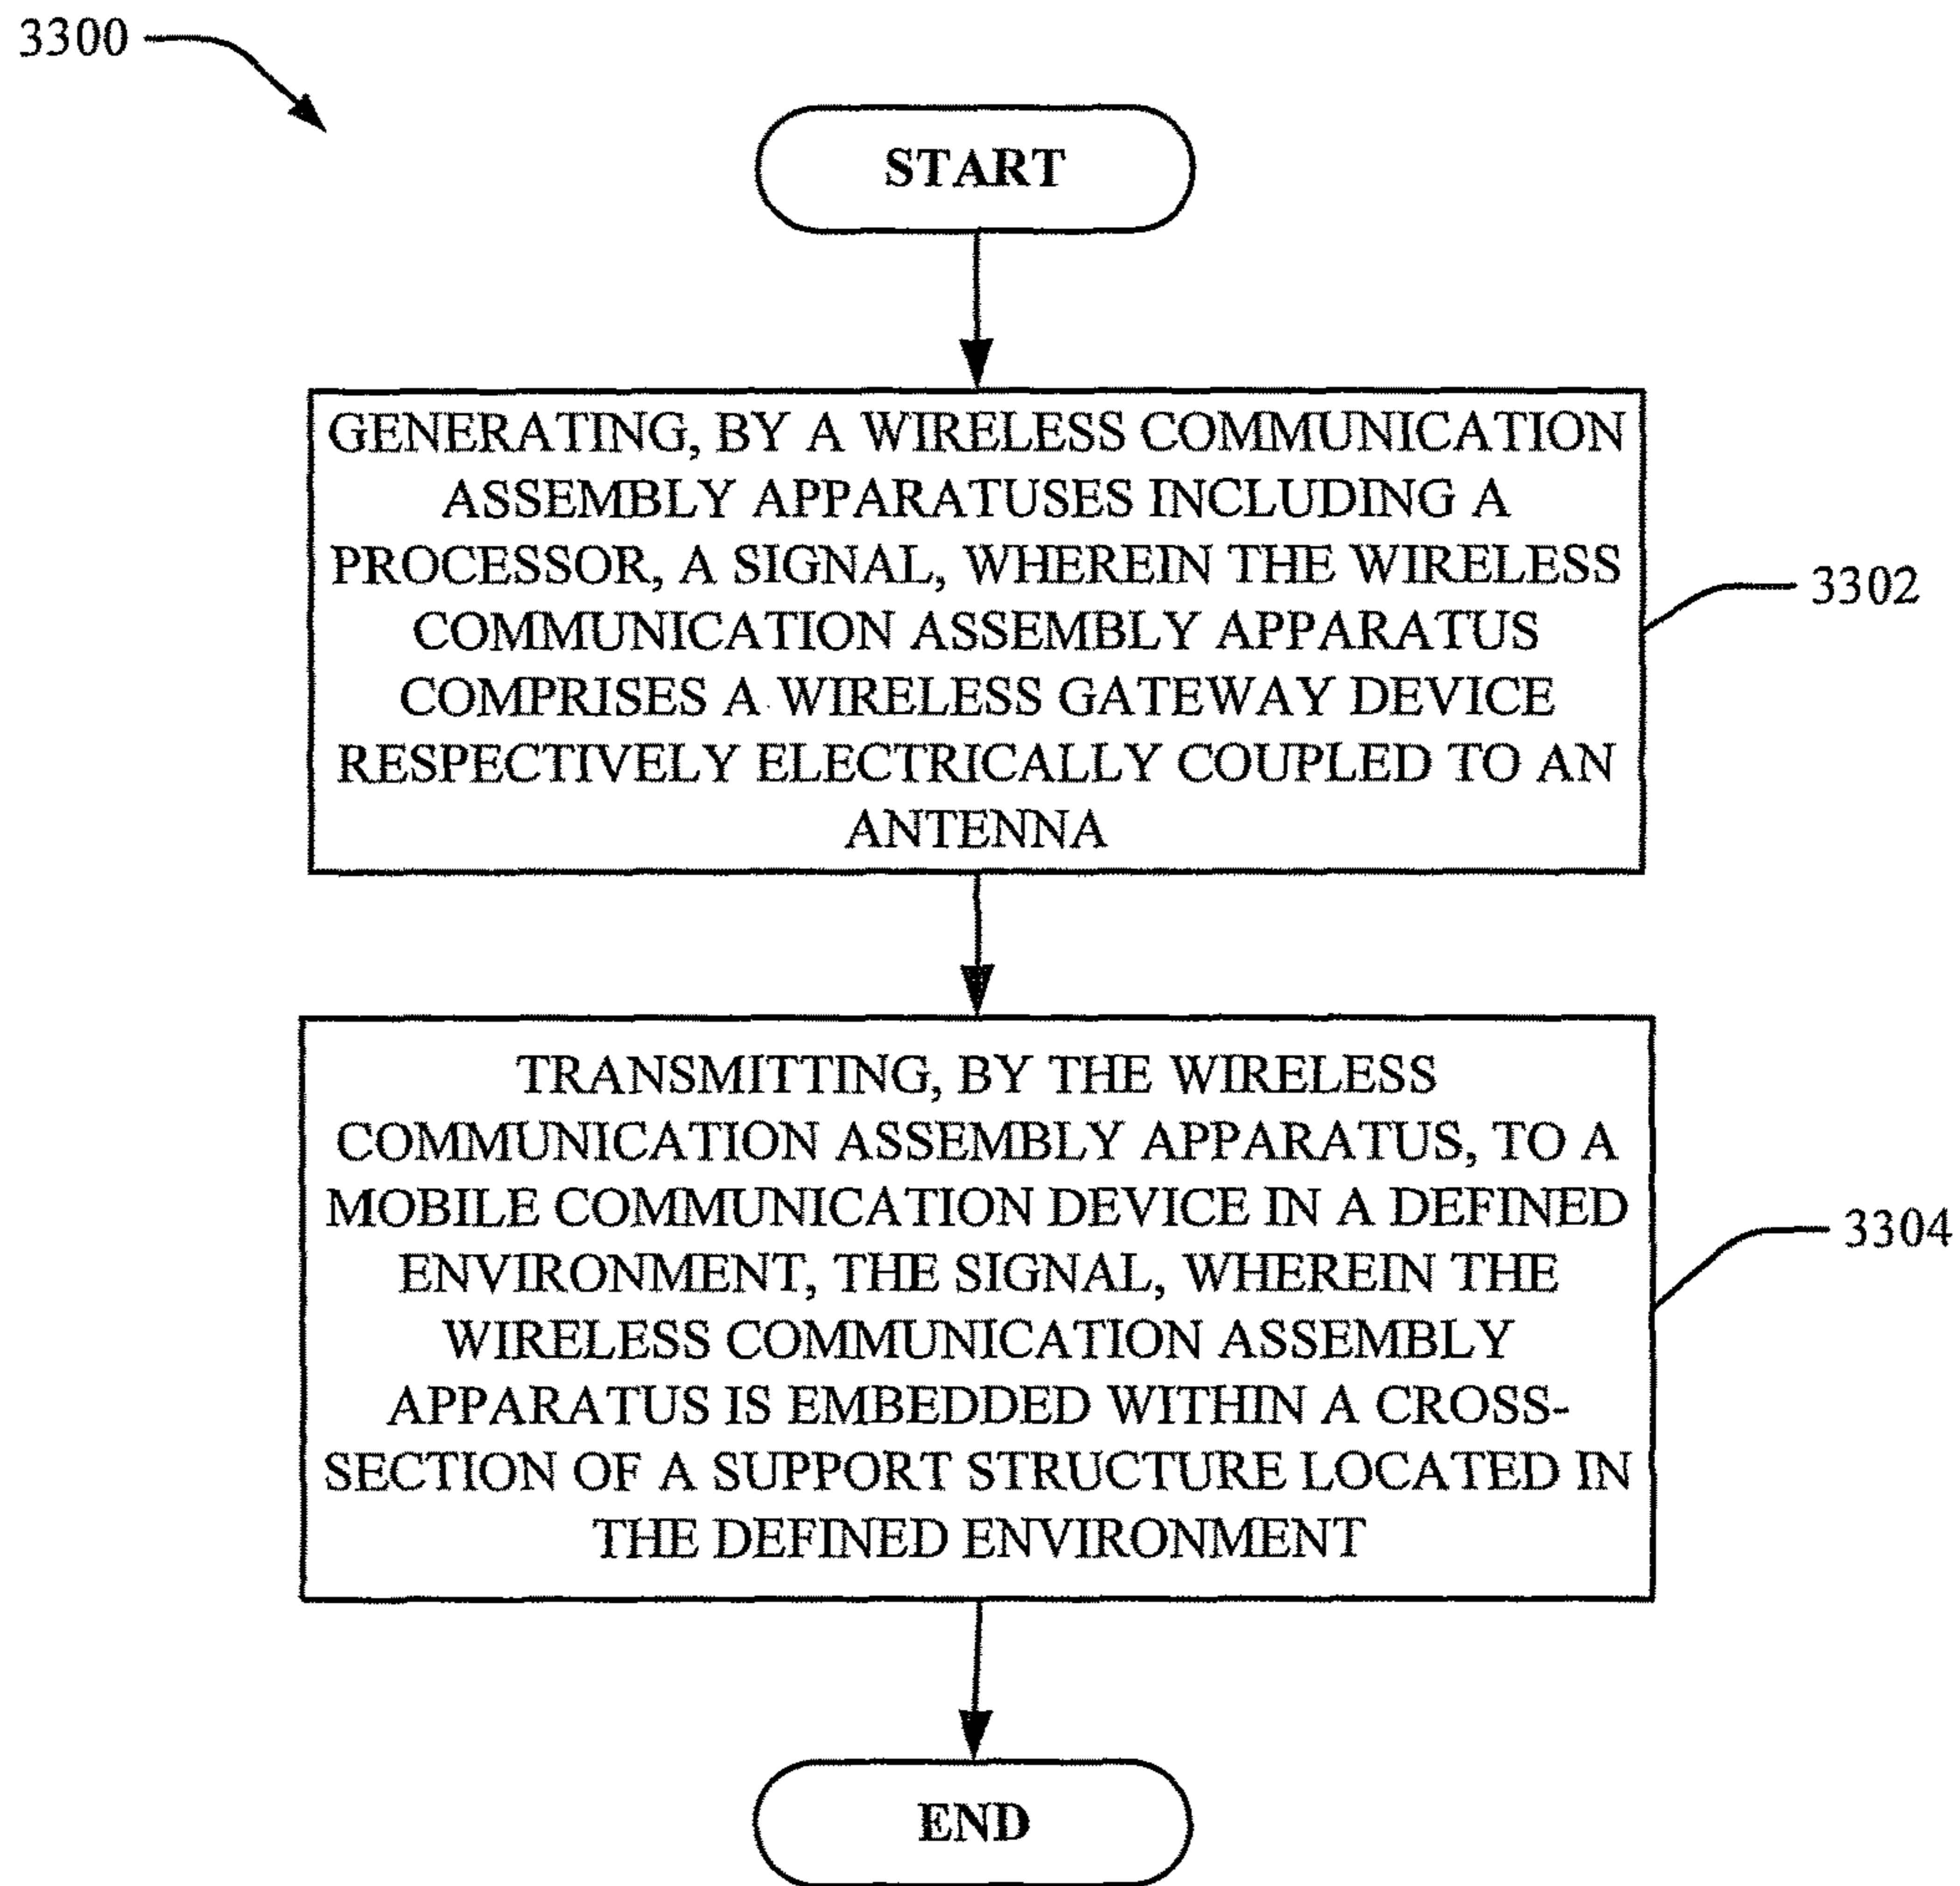 3300
START
GENERATING, BY A WIRELESS COMMUNICATION
ASSEMBLY APPARATUSES INCLUDING A
PROCESSOR, A SIGNAL, WHEREIN THE WIRELESS
COMMUNICATION ASSEMBLY APPARATUS
COMPRISES A WIRELESS GATEWAY DEVICE
RESPECTIVELY ELECTRICALLY COUPLED TO AN
ANTENNA
3302
TRANSMITTING, BY THE WIRELESS
COMMUNICATION ASSEMBLY APPARATUS, TO A
MOBILE COMMUNICATION DEVICE IN A DEFINED
ENVIRONMENT, THE SIGNAL, WHEREIN THE
WIRELESS COMMUNICATION ASSEMBLY
APPARATUS IS EMBEDDED WITHIN A CROSS-
SECTION OF A SUPPORT STRUCTURE LOCATED IN
THE DEFINED ENVIRONMENT
3304
END